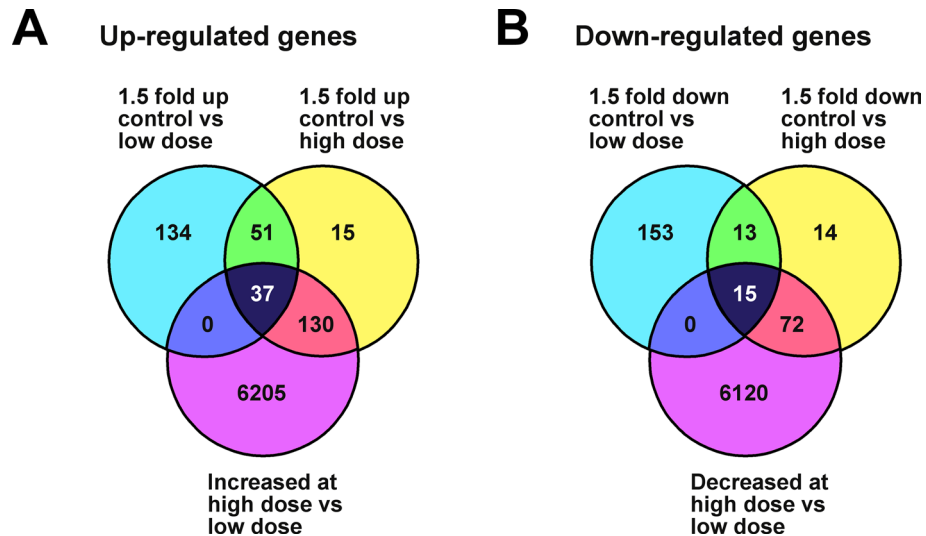 A
Up-regulated genes
1.5 fold up
control vs
low dose
1.5 fold up
control vs
high dose
134
51
15
37
0
130
6205
Increased at
high dose vs
low dose
B
Down-regulated genes
1.5 fold down
control vs
low dose
1.5 fold down
control vs
high dose
153
13
14
15
0
72
6120
Decreased at
high dose vs
low dose